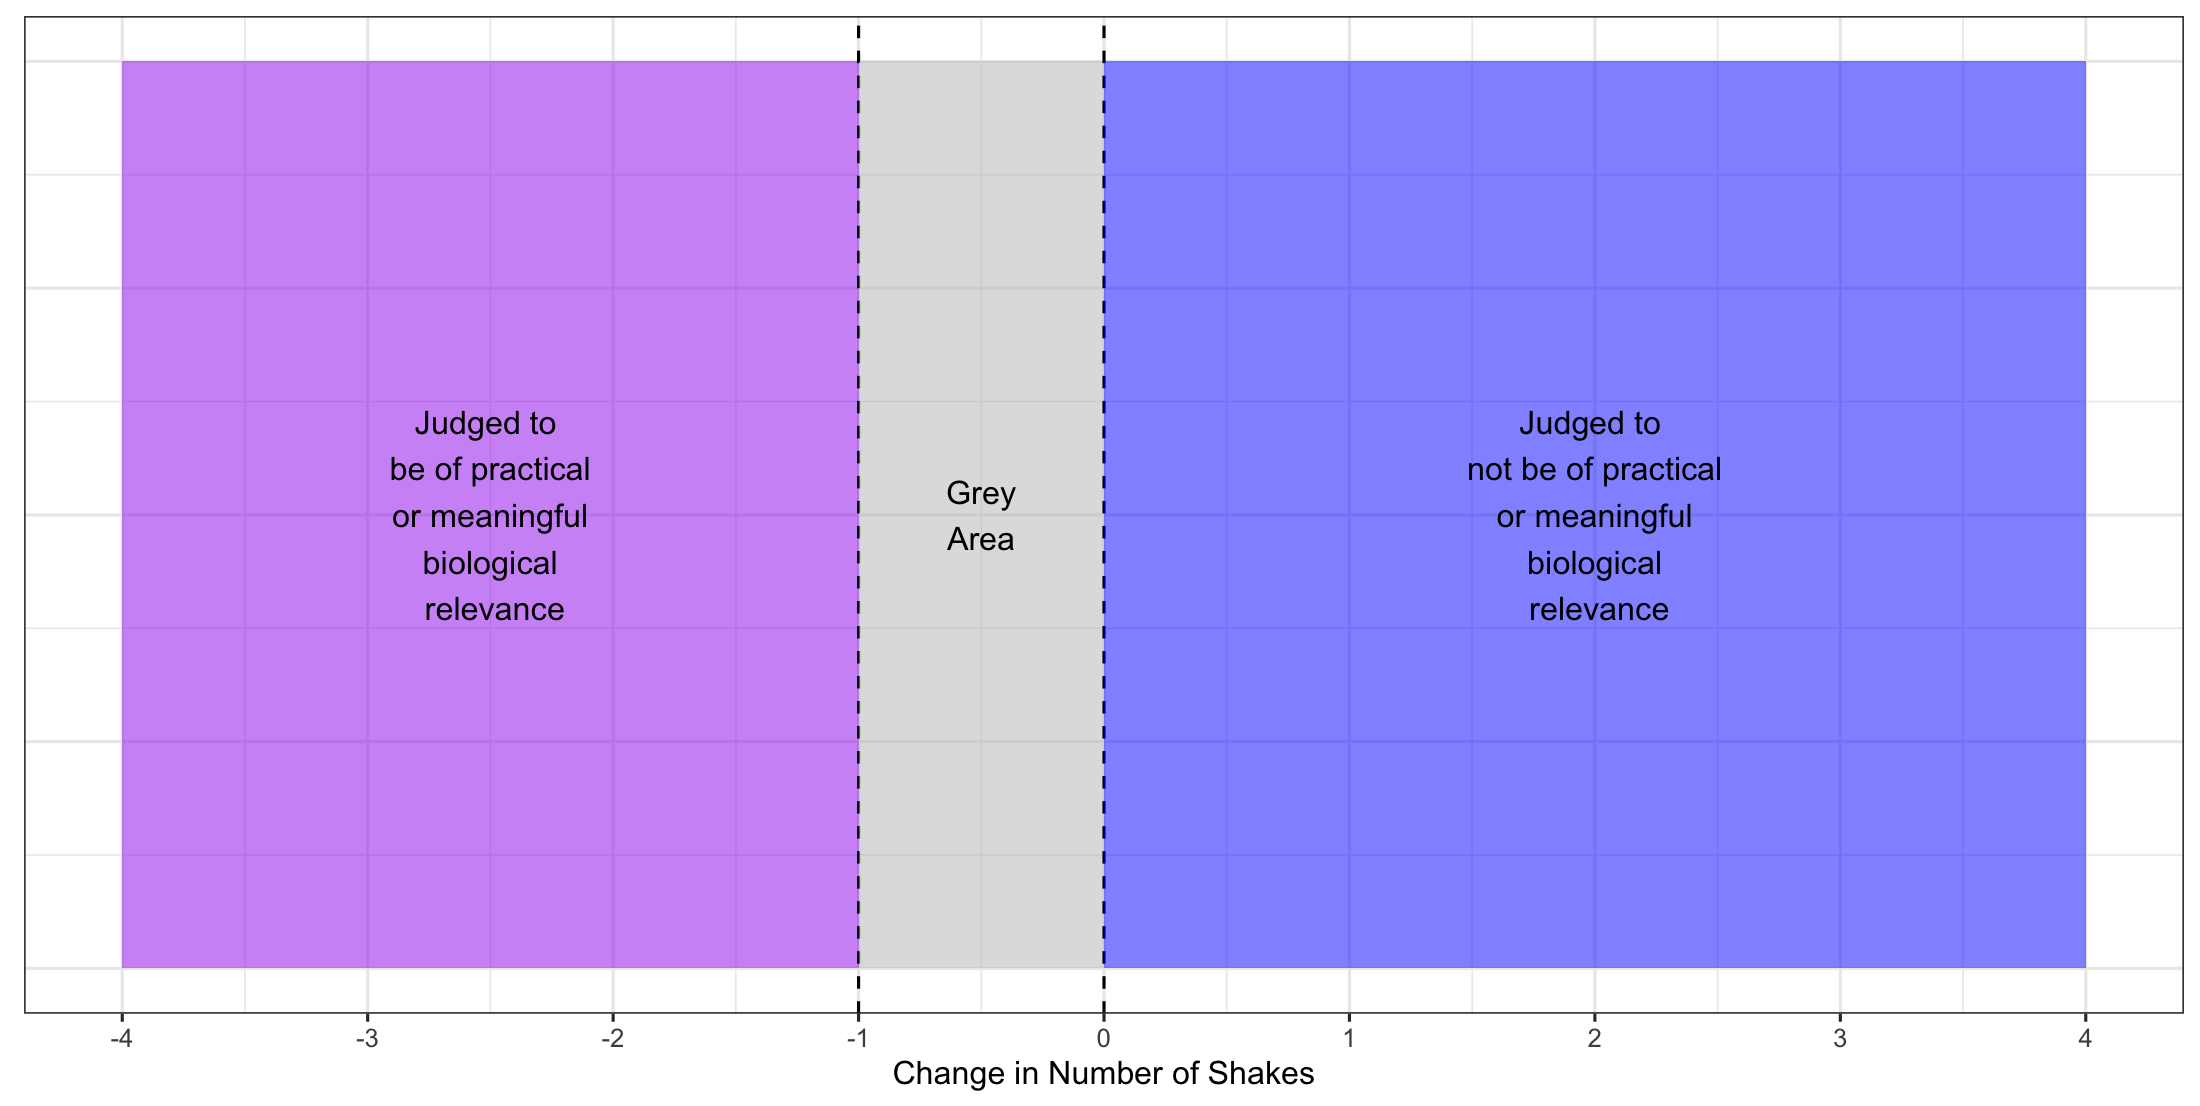 Judged to
be of practical
or meaningful
biological
relevance
Grey
Area
Judged to
not be of practical
or meaningful
biological
relevance
-4 -3 -2 -1 0 1 2 3 4
Change in Number of Shakes